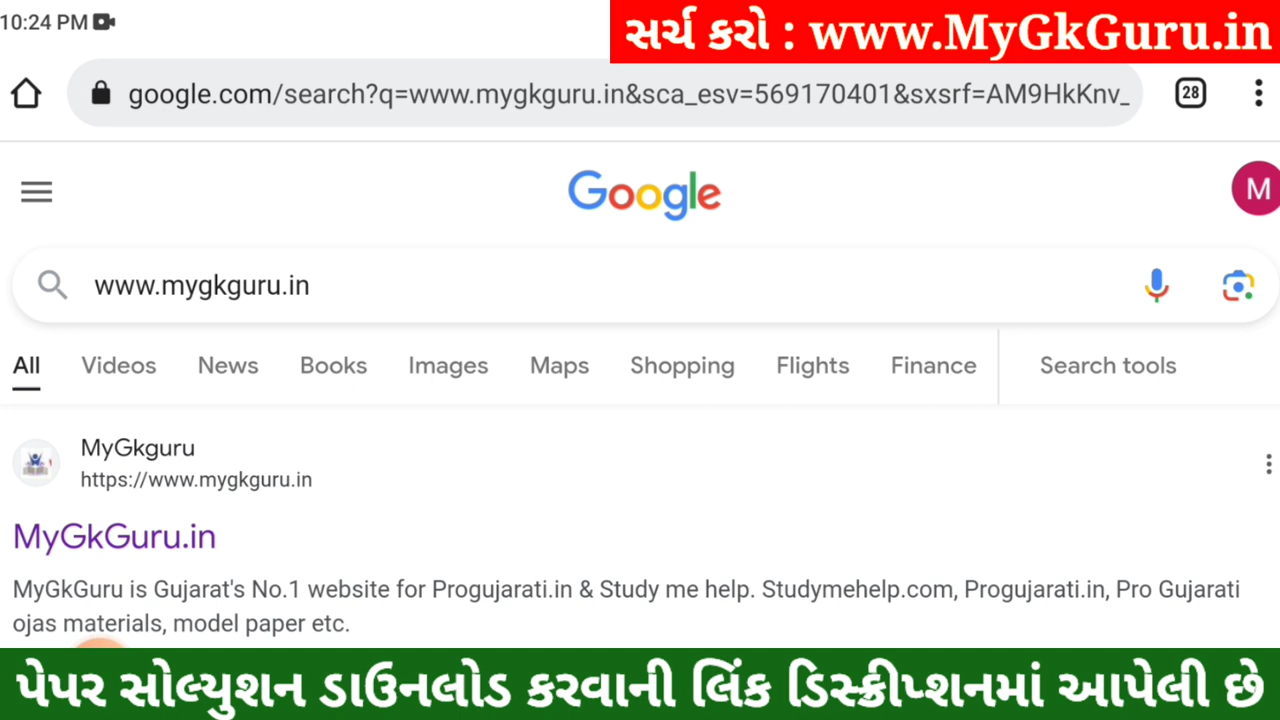 10:24 PM
સર્ચ કરો : www.MyGkGuru.in
google.com/search?q=www.mygkguru.in&sca_esv=569170401&sxsrf=AM9HkKnv_
28
Google
M
www.mygkguru.in
All Videos News Books Images Maps Shopping Flights Finance Search tools
MyGkguru
https://www.mygkguru.in
MyGkGuru.in
MyGkGuru is Gujarat's No.1 website for Progujarati.in & Study me help. Studymehelp.com, Progujarati.in, Pro Gujarati
ojas materials, model paper etc.
પેપર સોલ્યુશન ડાઉનલોડ કરવાની લિંક ડિસ્ક્રીપ્શનમાં આપેલી છે